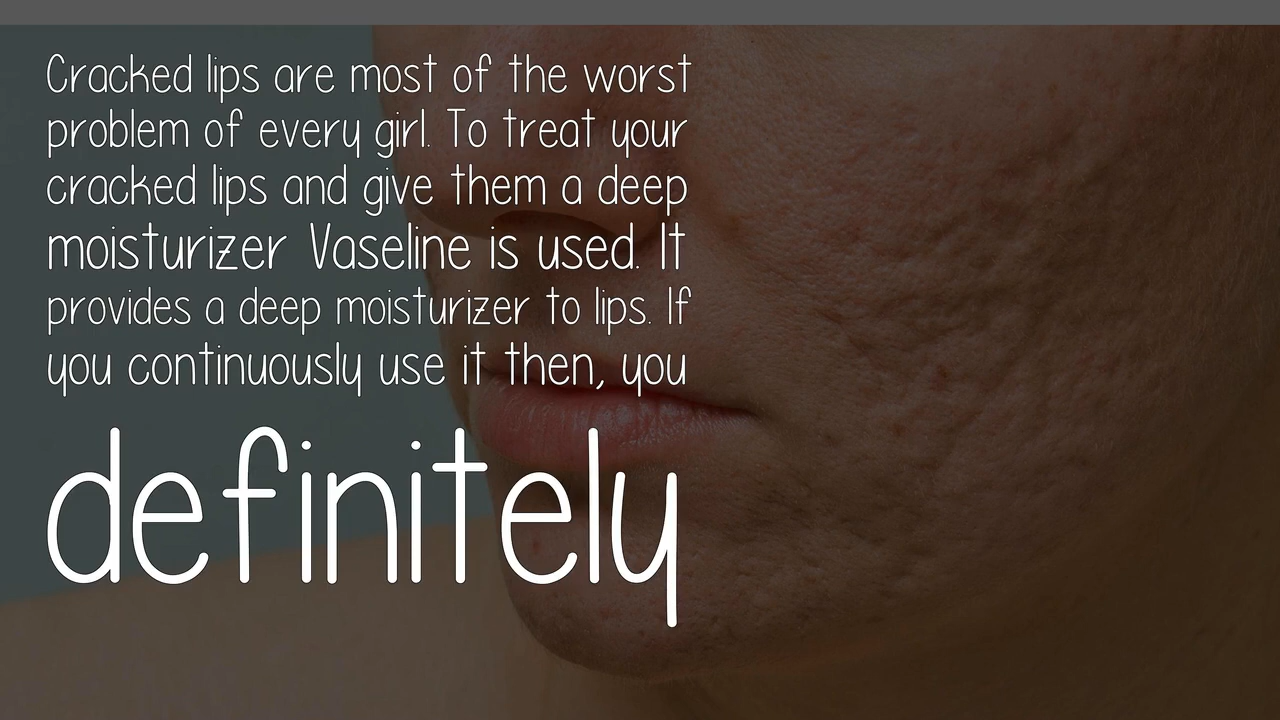 Cracked lips are most of the worst
problem of every girl. To treat your
cracked lips and give them a deep
moisturizer Vaseline is used. It
provides a deep moisturizer to lips. If
you continuously use it then, you
definitely